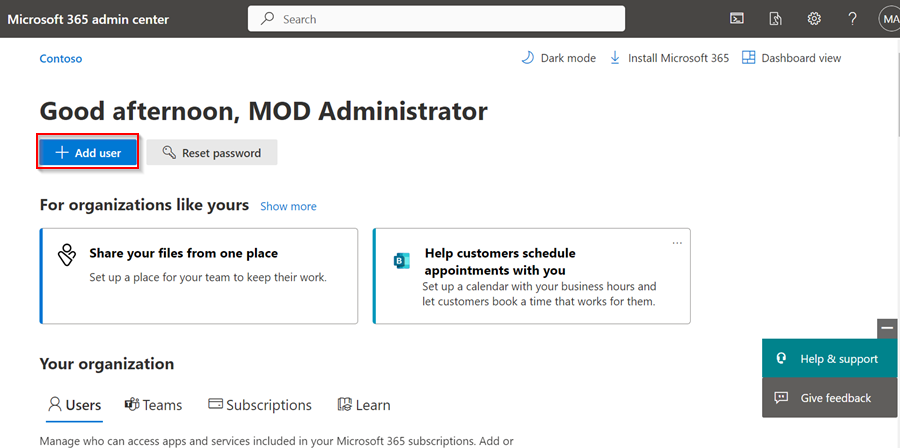 Microsoft 365 admin center
Search
?
MA
Contoso
Dark mode
Install Microsoft 365
Dashboard view
Good afternoon, MOD Administrator
+ Add user
Reset password
For organizations like yours
Show more
Share your files from one place
Set up a place for your team to keep their work.
...
B
Help customers schedule
appointments with you
Set up a calendar with your business hours and
let customers book a time that works for them.
Help & support
Give feedback
Your organization
Users
Teams
Subscriptions
Learn
Manage who can access apps and services included in your Microsoft 365 subscriptions. Add or